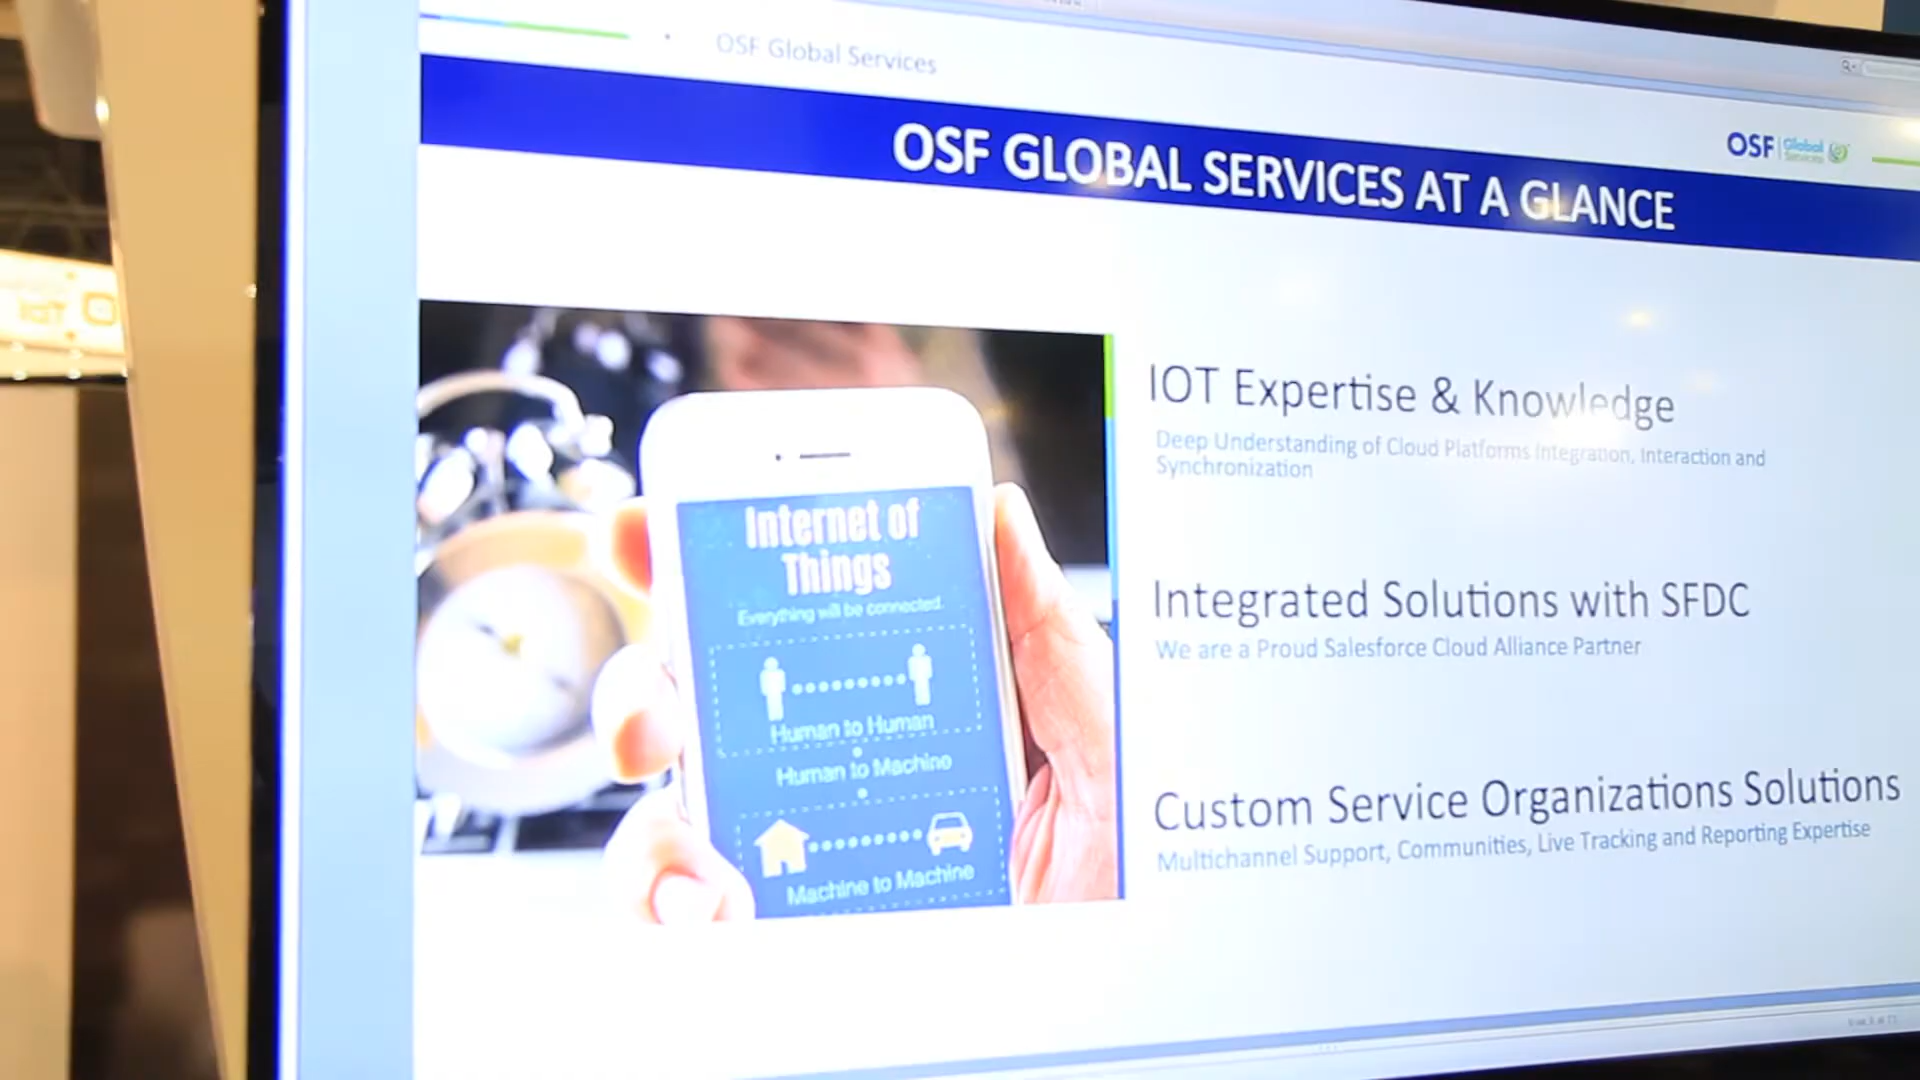 OSF Global Services
OSF GLOBAL SERVICES AT A GLANCE
OSF Global Services
IOT Expertise & Knowledge
Deep Understanding of Cloud Platforms Integration, Interaction and
Synchronization
Integrated Solutions with SFDC
We are a Proud Salesforce Cloud Alliance Partner
Custom Service Organizations Solutions
Multichannel Support, Communities, Live Tracking and Reporting Expertise
Internet of
Things
Everything will be connected.
Human to Human
Human to Machine
Machine to Machine
IOT